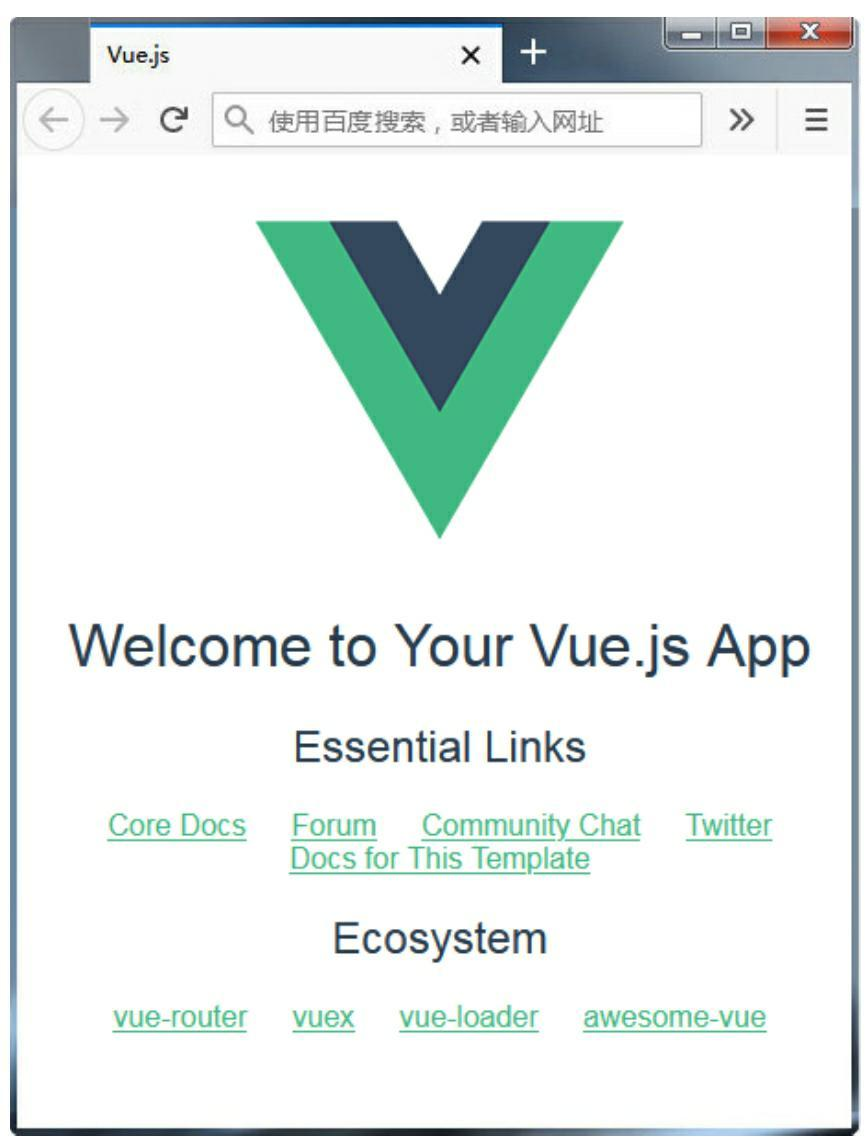 Vue.js
使用百度搜索，或者输入网址
Welcome to Your Vue.js App
Essential Links
Core Docs Forum Community Chat Twitter
Docs for This Template
Ecosystem
vue-router vuex vue-loader awesome-vue